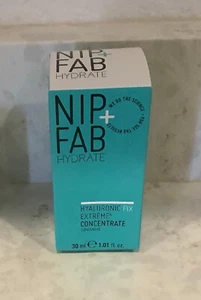 NIP+
FAB
HYDRATE
NIP+
FAB
HYDRATE
HYALURONIC FIX
EXTREME⁴
CONCENTRATE
30 ml ℮ 1.01 fl.oz.